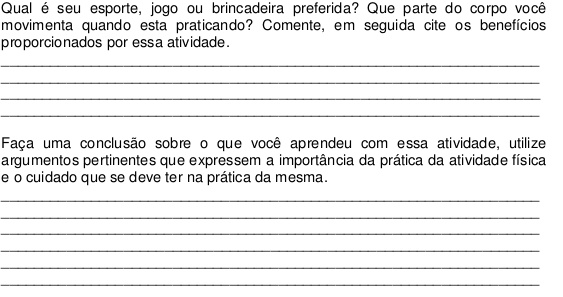 Qual é seu esporte, jogo ou brincadeira preferida? Que parte do corpo você
movimenta quando esta praticando? Comente, em seguida cite os benefícios
proporcionados por essa atividade.
Faça uma conclusão sobre o que você aprendeu com essa atividade, utilize
argumentos pertinentes que expressem a importância da prática da atividade física
e o cuidado que se deve ter na prática da mesma.